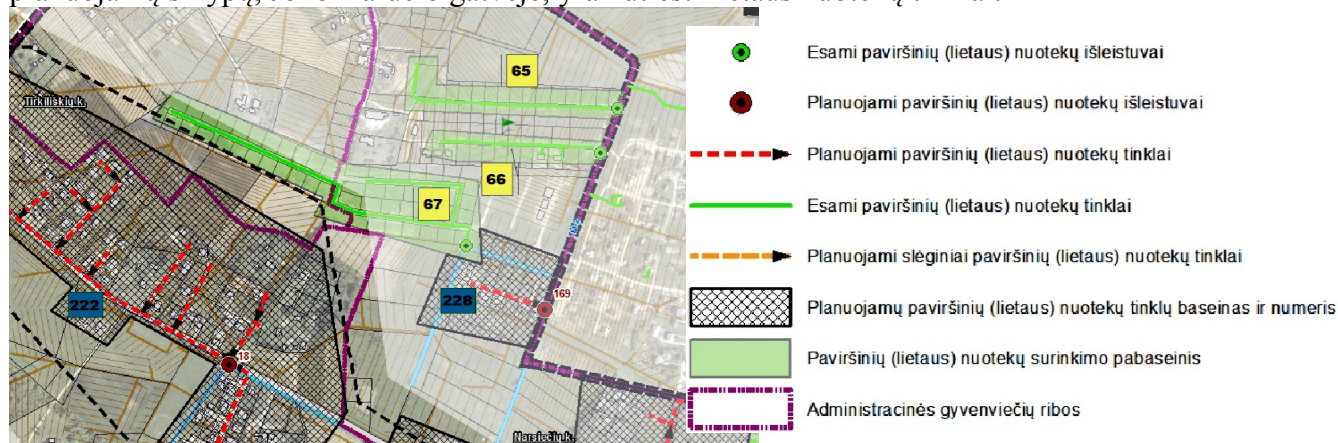 65
Tirkiliškių k.
66
67
222
228
169
18
Narsiečių k.
Esami paviršinių (lietaus) nuotekų išleistuvai
Planuojami paviršinių (lietaus) nuotekų išleistuvai
Planuojami paviršinių (lietaus) nuotekų tinklai
Esami paviršinių (lietaus) nuotekų tinklai
Planuojami slėginiai paviršinių (lietaus) nuotekų tinklai
Planuojamų paviršinių (lietaus) nuotekų tinklų baseinas ir numeris
Paviršinių (lietaus) nuotekų surinkimo pabaseinis
Administracinės gyvenviečių ribos